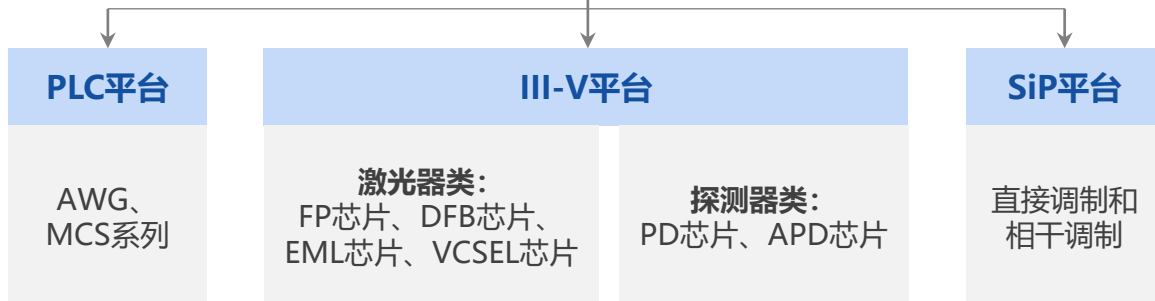 PLC平台
III-V平台
SiP平台
AWG、
MCS系列
激光器类：
FP芯片、DFB芯片、
EML芯片、VCSEL芯片
探测器类：
PD芯片、APD芯片
直接调制和
相干调制